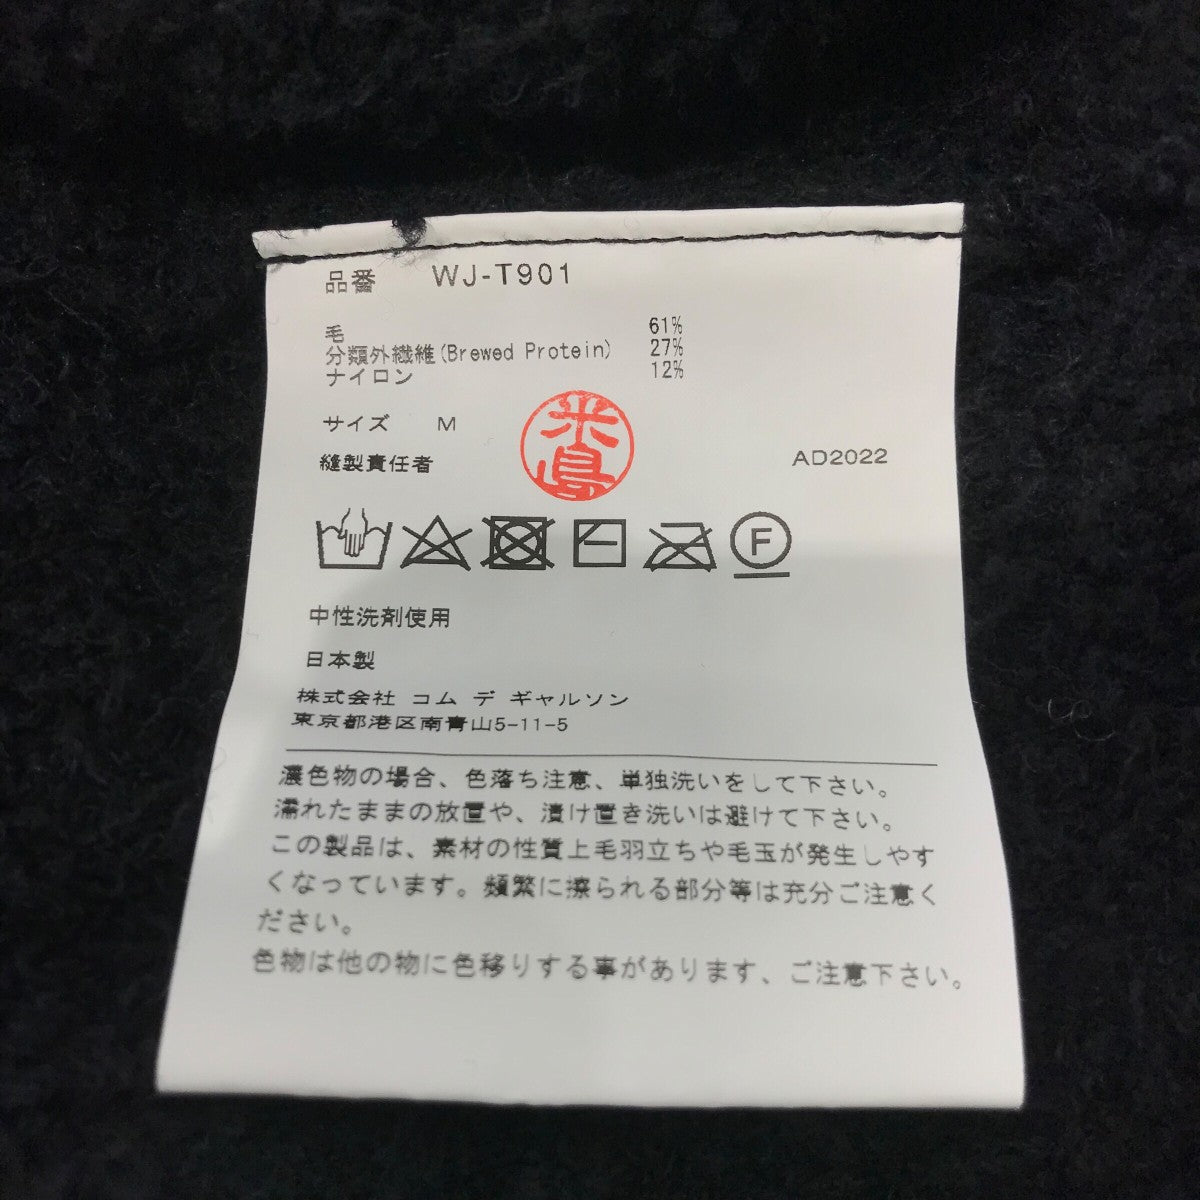 品番 WJ-T901
毛 61%
分類外繊維(Brewed Protein) 27%
ナイロン 12%
サイズ M
縫製責任者 米島 AD2022
F
中性洗剤使用
日本製
株式会社 コム デ ギャルソン
東京都港区南青山5-11-5
濃色物の場合、色落ち注意、単独洗いをして下さい。
濡れたままの放置や、漬け置き洗いは避けて下さい。
この製品は、素材の性質上毛羽立ちや毛玉が発生しやす
くなっています。頻繁に擦られる部分等は充分ご注意く
ださい。
色物は他の物に色移りする事があります、ご注意下さい。